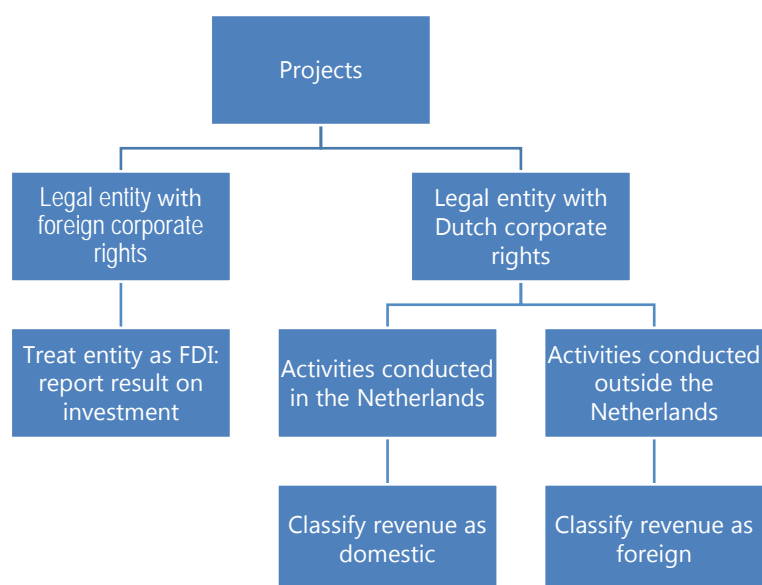 Projects
Legal entity with
foreign corporate
rights
Legal entity with
Dutch corporate
rights
Treat entity as FDI:
report result on
investment
Activities conducted
in the Netherlands
Activities conducted
outside the
Netherlands
Classify revenue as
domestic
Classify revenue as
foreign